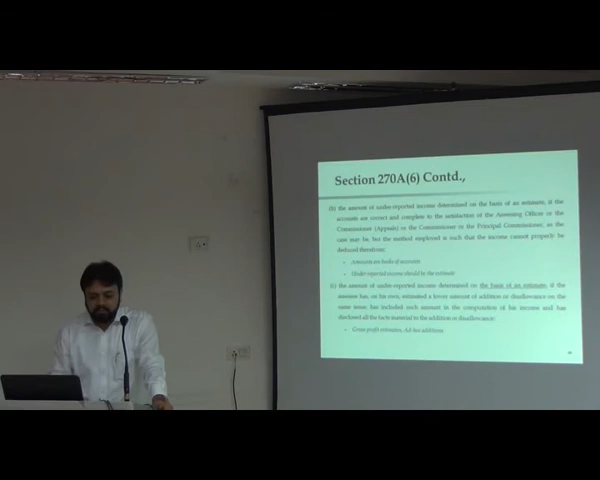 Section 270A(6) Contd.,
(b) the amount of under-reported income determined on the basis of an estimate, if the
accounts are correct and complete to the satisfaction of the Assessing Officer or the
Commissioner (Appeals) or the Commissioner or the Principal Commissioner, as the
case may be, but the method employed is such that the income cannot properly be
deduced therefrom;
Under reported income should be the estimate
(c) the amount of under-reported income determined on the basis of an estimate, if the
assessee has, on his own, estimated a lower amount of addition or disallowance on the
same issue, has included such amount in the computation of his income and has
disclosed all the facts material to the addition or disallowance;
Gross profit estimates, Ad-hoc additions